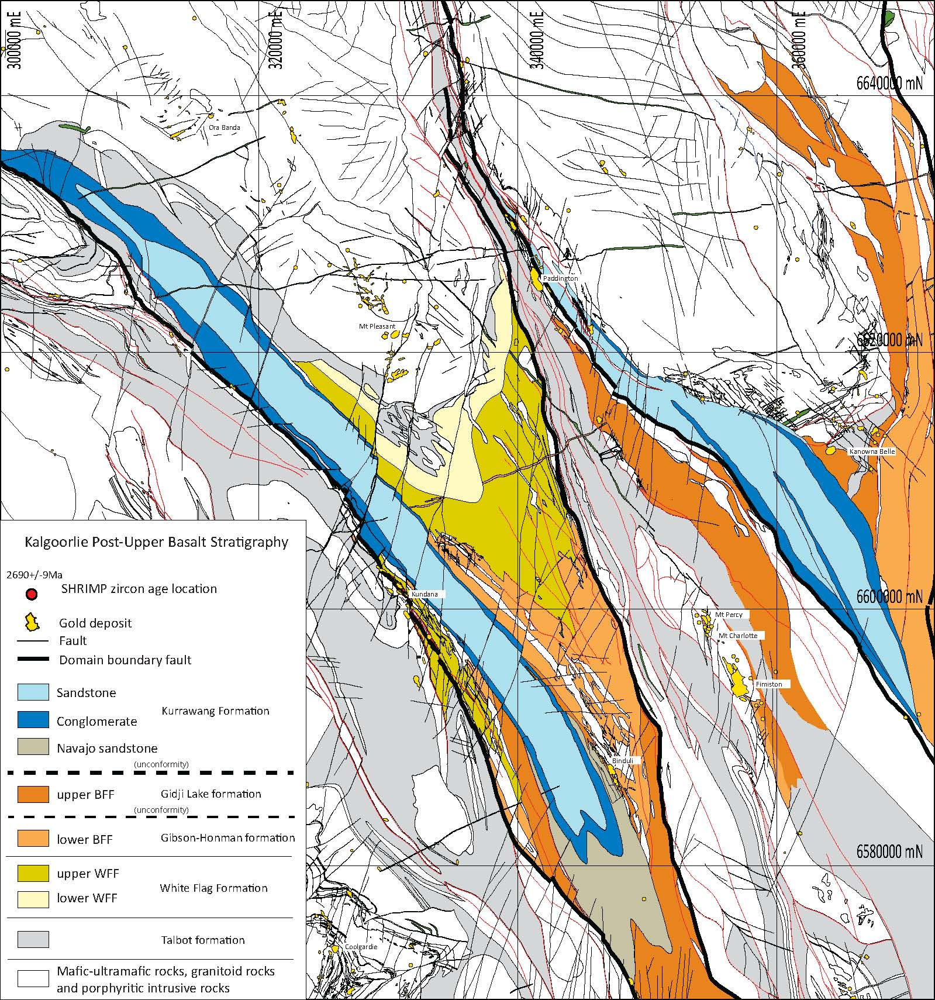 300000 mE
320000 mE
340000 mE
360000 mE
6640000 mN
Ora Banda
Paddington
Mt Pleasant
6620000 mN
Kanowna Belle
Kundana
6600000 mN
Mt Percy
Mt Charlotte
Fimiston
Binduli
6580000 mN
Coolgardie
Kalgoorlie Post-Upper Basalt Stratigraphy
2690+/-9Ma
SHRIMP zircon age location
Gold deposit
Fault
Domain boundary fault
Sandstone
Kurrawang Formation
Conglomerate
Navajo sandstone
(unconformity)
upper BFF Gidji Lake formation
(unconformity)
lower BFF Gibson-Honman formation
upper WFF
White Flag Formation
lower WFF
Talbot formation
Mafic-ultramafic rocks, granitoid rocks
and porphyritic intrusive rocks